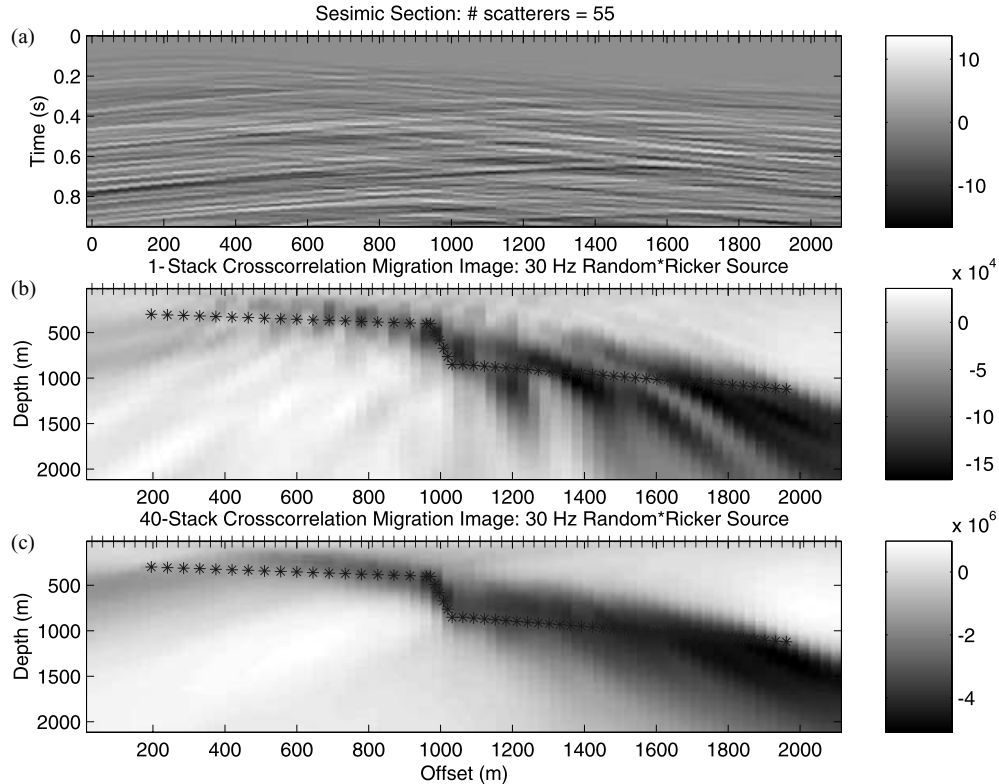 Sesimic Section: # scatterers = 55
(a)
0
0.2
0.4
0.6
0.8
Time (s)
0 200 400 600 800 1000 1200 1400 1600 1800 2000
10
0
-10
1-Stack Crosscorrelation Migration Image: 30 Hz Random*Ricker Source
(b)
500
1000
1500
2000
Depth (m)
200 400 600 800 1000 1200 1400 1600 1800 2000
x 10^4
0
-5
-10
-15
40-Stack Crosscorrelation Migration Image: 30 Hz Random*Ricker Source
(c)
500
1000
1500
2000
Depth (m)
200 400 600 800 1000 1200 1400 1600 1800 2000
Offset (m)
x 10^6
0
-2
-4